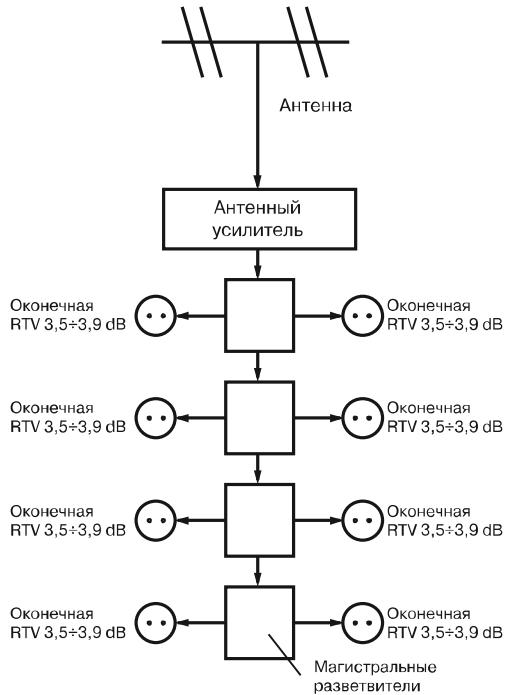 Антенна
Антенный
усилитель
Оконечная
RTV 3,5÷3,9 dB
Оконечная
RTV 3,5÷3,9 dB
Оконечная
RTV 3,5÷3,9 dB
Оконечная
RTV 3,5÷3,9 dB
Оконечная
RTV 3,5÷3,9 dB
Оконечная
RTV 3,5÷3,9 dB
Оконечная
RTV 3,5÷3,9 dB
Оконечная
RTV 3,5÷3,9 dB
Магистральные
разветвители